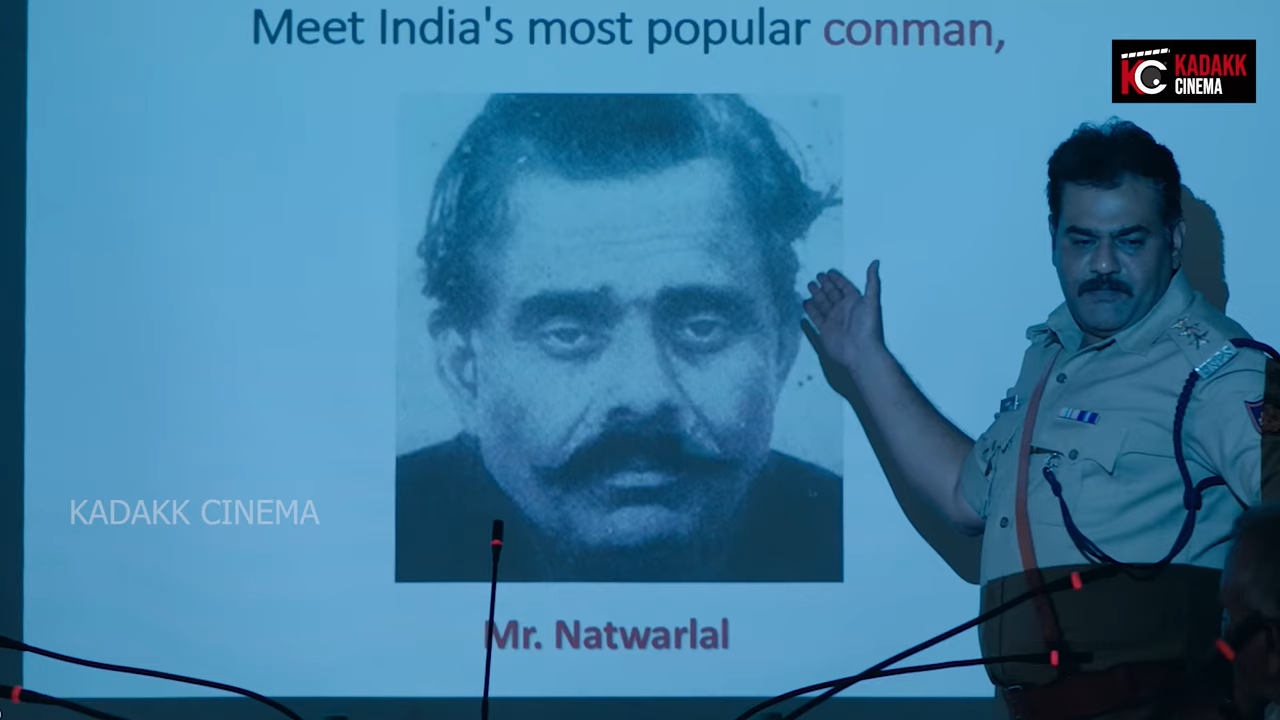 Meet India's most popular conman,
KADAKK
CINEMA
KADAKK CINEMA
Mr. Natwarlal